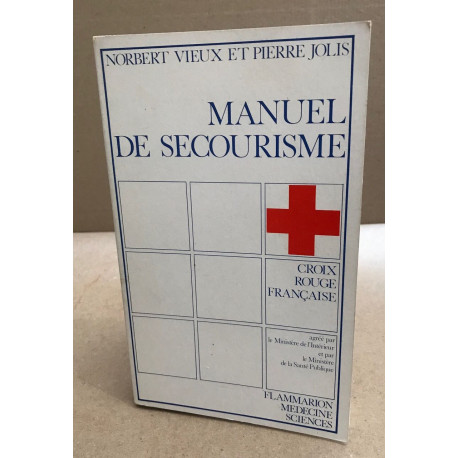 NORBERT VIEUX ET PIERRE JOLIS
MANUEL
DE SECOURISME
CROIX
ROUGE
FRANÇAISE
agréé par
le Ministère de l'Intérieur
et par
le Ministère
de la Santé Publique
FLAMMARION
MEDECINE
SCIENCES